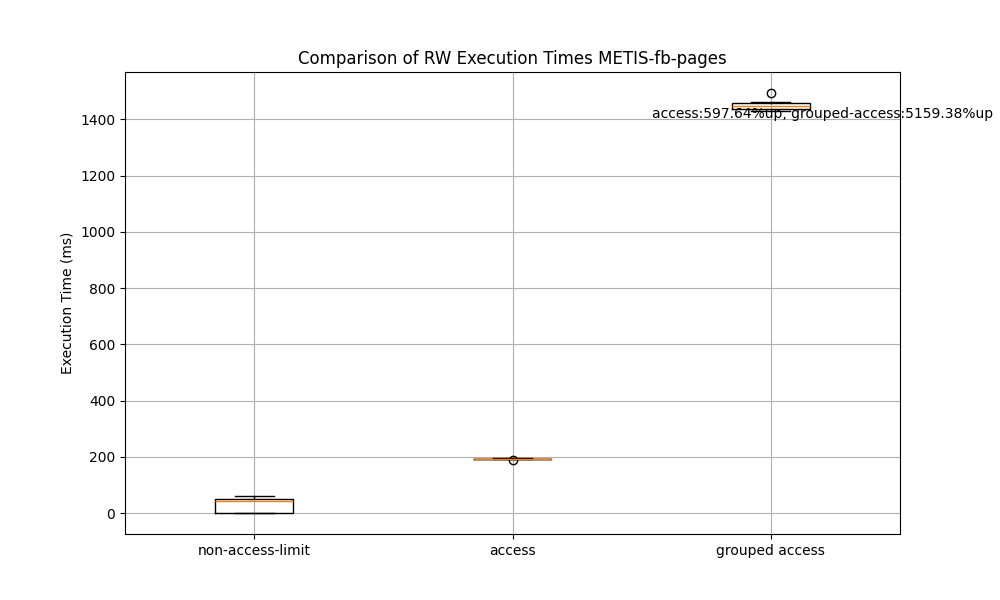 Comparison of RW Execution Times METIS-fb-pages
access:597.64%up, grouped-access:5159.38%up
Execution Time (ms)
1400
1200
1000
800
600
400
200
0
non-access-limit
access
grouped access